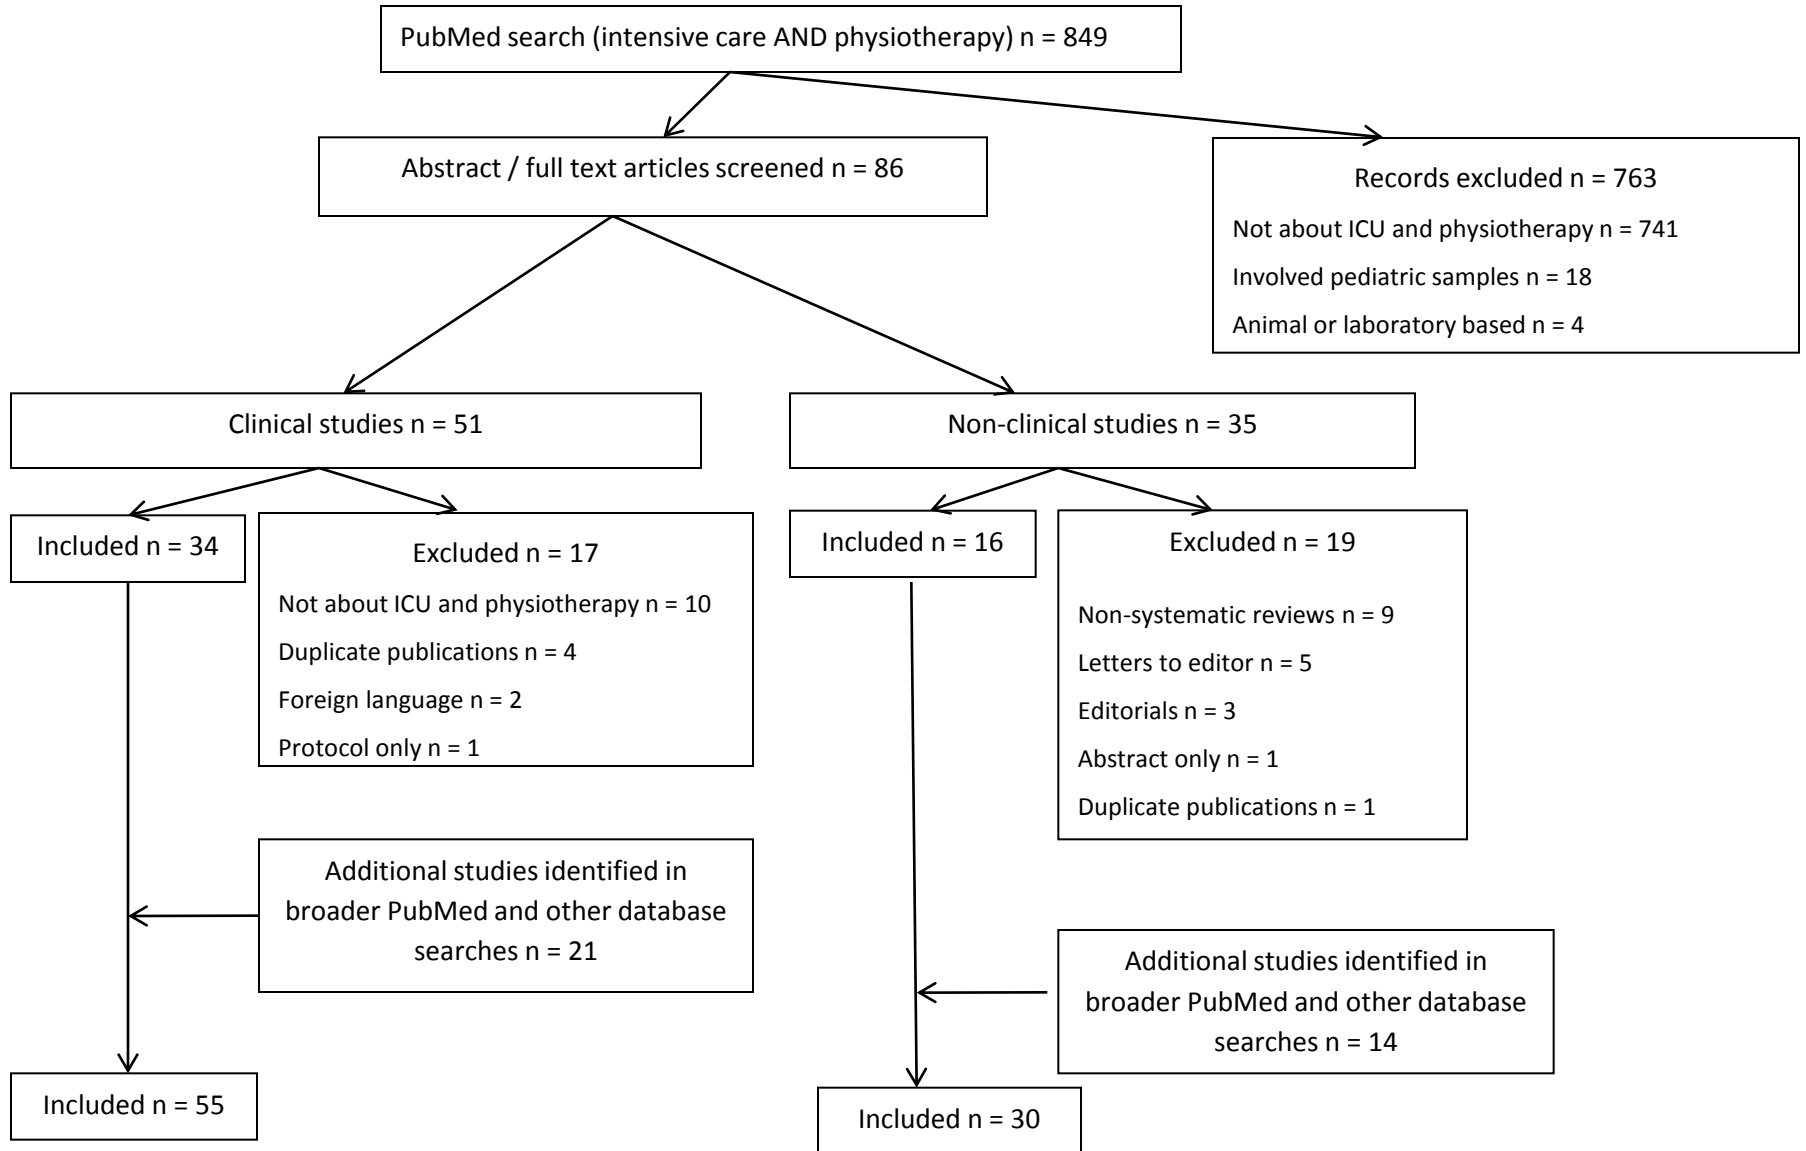 PubMed search (intensive care AND physiotherapy) n = 849
Abstract / full text articles screened n = 86
Records excluded n = 763
Not about ICU and physiotherapy n = 741
Involved pediatric samples n = 18
Animal or laboratory based n = 4
Clinical studies n = 51
Non-clinical studies n = 35
Included n = 34
Excluded n = 17
Not about ICU and physiotherapy n = 10
Duplicate publications n = 4
Foreign language n = 2
Protocol only n = 1
Included n = 16
Excluded n = 19
Non-systematic reviews n = 9
Letters to editor n = 5
Editorials n = 3
Abstract only n = 1
Duplicate publications n = 1
Additional studies identified in
broader PubMed and other database
searches n = 21
Additional studies identified in
broader PubMed and other database
searches n = 14
Included n = 55
Included n = 30